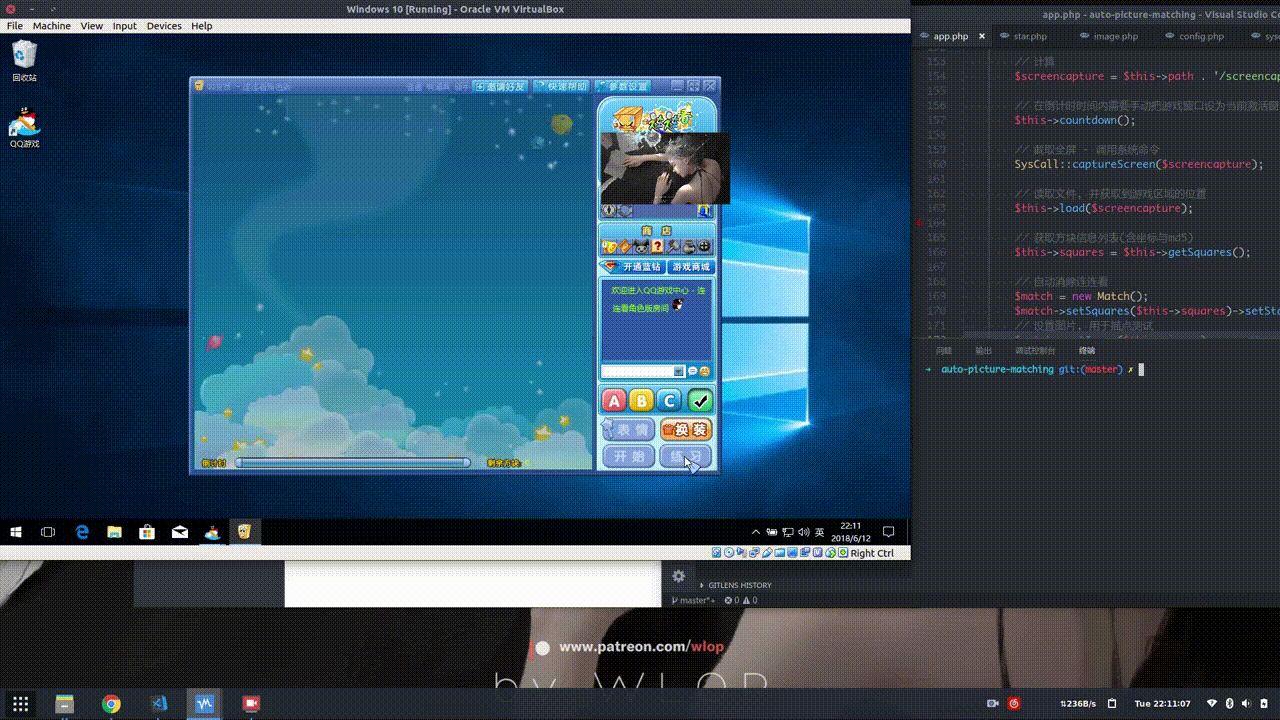 Windows 10 [Running] - Oracle VM VirtualBox
File Machine View Input Devices Help
回收站
QQ游戏
邀请好友 快速帮助 参数设置
连连看
商 店
开通蓝钻 游戏商城
欢迎进入QQ游戏中心 - 连
连看角色版房间
A B C
表 情 换 装
开 始 练 习
倒计时
剩余方块:
英
22:11
2018/6/12
Right Ctrl
app.php - auto-picture-matching - Visual Studio Co
app.php star.php image.php config.php sys
153 // 计算
154 $screencapture = $this->path . '/screencap
155
156 // 在倒计时时间内需要手动把游戏窗口设为当前激活窗
157 $this->countdown();
158
159 // 截取全屏 - 调用系统命令
160 SysCall::captureScreen($screencapture);
161
162 // 读取文件, 并获取到游戏区域的位置
163 $this->load($screencapture);
164
165 // 获取方块信息列表(含坐标与md5)
166 $this->squares = $this->getSquares();
167
168 // 自动消除连连看
169 $match = new Match();
170 $match->setSquares($this->squares)->setSta
171 // 设置图片, 用于描点测试
问题 输出 调试控制台 终端
→ auto-picture-matching git:(master) ✗
GITLENS HISTORY
master*+ 0 0
www.patreon.com/wlop
by WLOP
236B/s
Tue 22:11:07